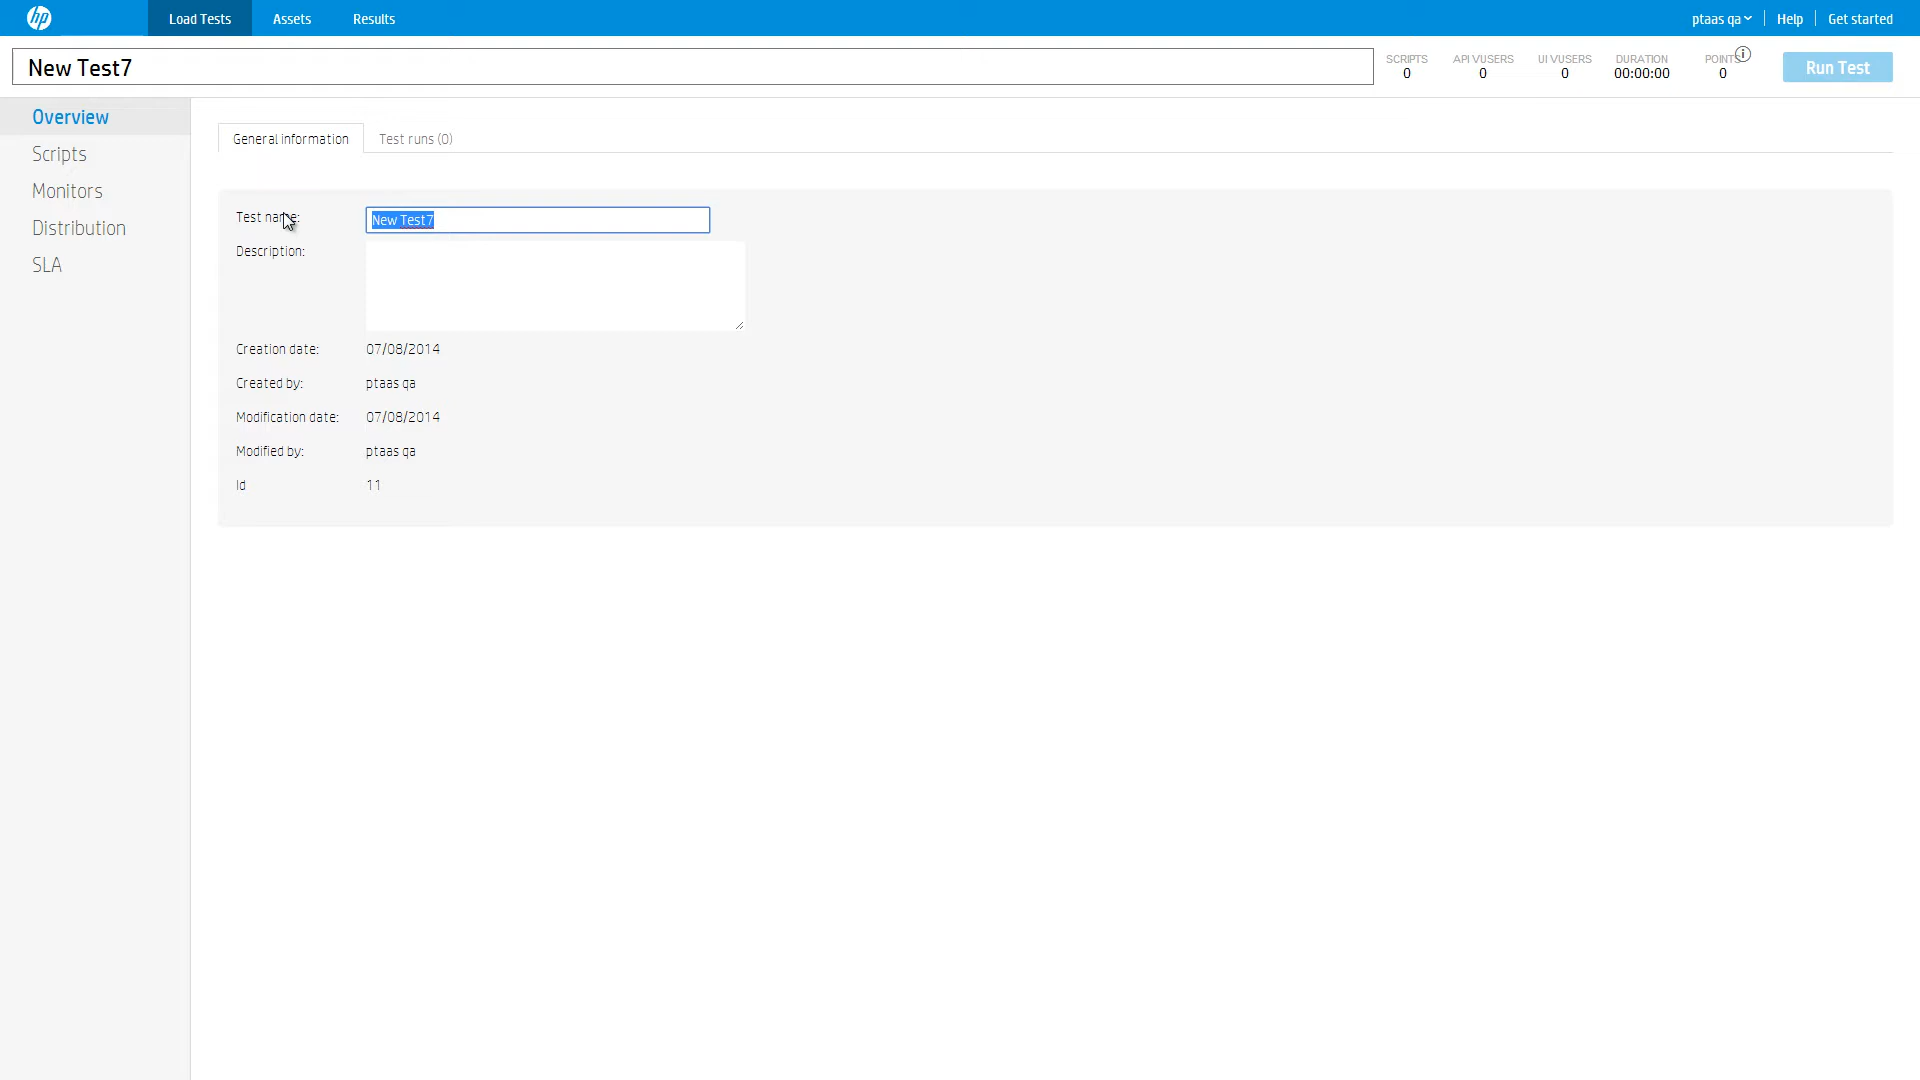 hp Load Tests Assets Results ptaas qa Help Get started
New Test7
SCRIPTS API VUSERS UI VUSERS DURATION POINTS
0 0 0 00:00:00 0
Run Test
Overview
Scripts
Monitors
Distribution
SLA
General information Test runs (0)
Test name: New Test7
Description:
Creation date: 07/08/2014
Created by: ptaas qa
Modification date: 07/08/2014
Modified by: ptaas qa
Id 11